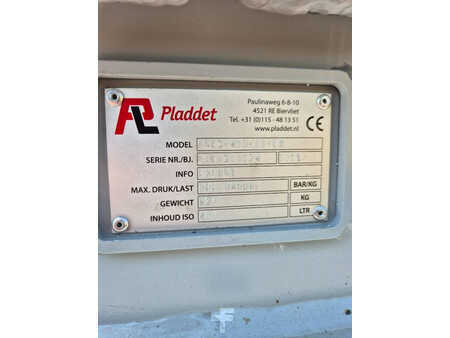 PL Pladdet
Paulinaweg 6-8-10
4521 RE Biervliet
Tel. +31 (0)115 - 48 13 51
www.pladdet.nl CE
MODEL
SERIE NR./BJ.
INFO
MAX. DRUK/LAST BAR/KG
GEWICHT KG
INHOUD ISO LTR